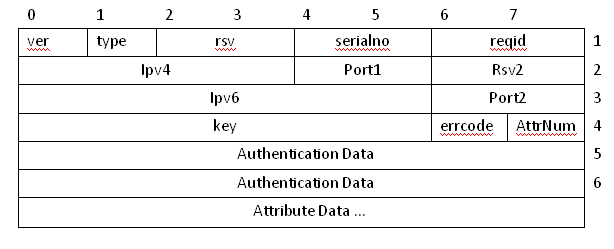 0 1 2 3 4 5 6 7
ver type rsv serialno reqid 1
Ipv4 Port1 Rsv2 2
Ipv6 Port2 3
key errcode AttrNum 4
Authentication Data 5
Authentication Data 6
Attribute Data ...